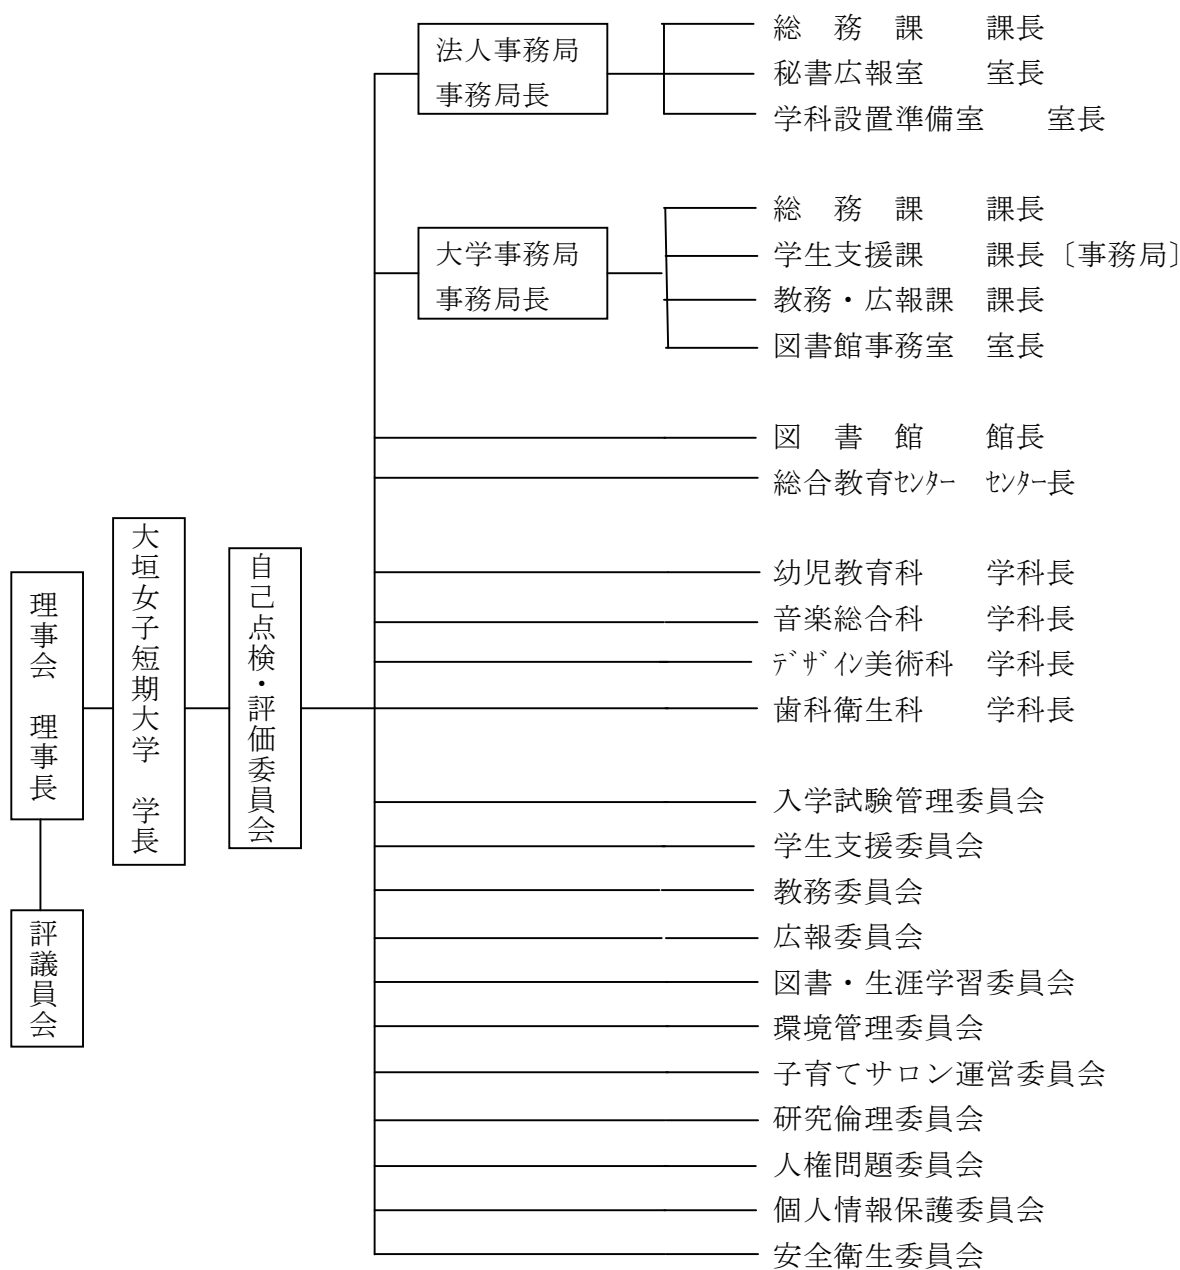 法人事務局
事務局長
総　務　課　　課長
秘書広報室　　室長
学科設置準備室　　室長
大学事務局
事務局長
総　務　課　　課長
学生支援課　　課長〔事務局〕
教務・広報課　課長
図書館事務室　室長
図　書　館　　館長
総合教育ｾﾝﾀｰ　ｾﾝﾀｰ長
理事会　理事長
評議員会
大垣女子短期大学　学長
自己点検・評価委員会
幼児教育科　　学科長
音楽総合科　　学科長
ﾃﾞｻﾞｲﾝ美術科　学科長
歯科衛生科　　学科長
入学試験管理委員会
学生支援委員会
教務委員会
広報委員会
図書・生涯学習委員会
環境管理委員会
子育てサロン運営委員会
研究倫理委員会
人権問題委員会
個人情報保護委員会
安全衛生委員会